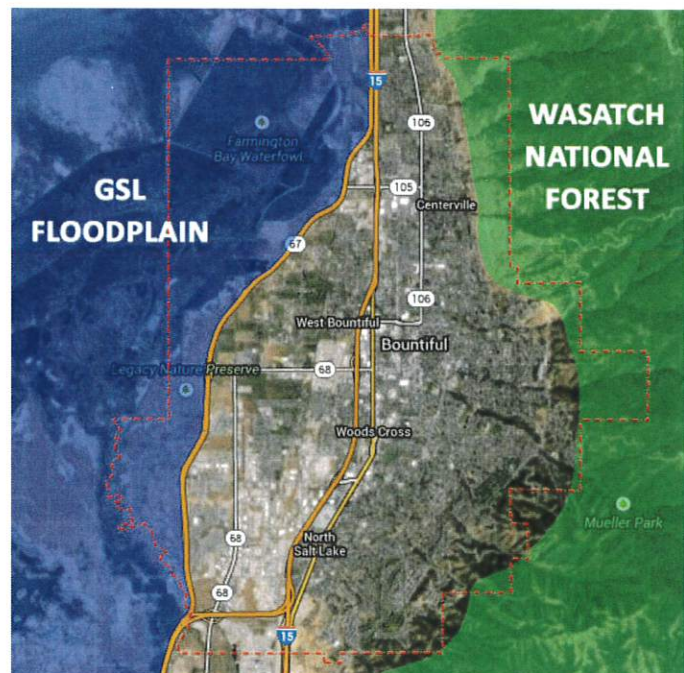 15
106
Farmington
Bay Waterfowl
WASATCH
NATIONAL
FOREST
GSL
FLOODPLAIN
105
Centerville
67
106
West Bountiful
Bountiful
Legacy Nature Preserve
68
Woods Cross
Mueller Park
68
North
Salt Lake
68
15